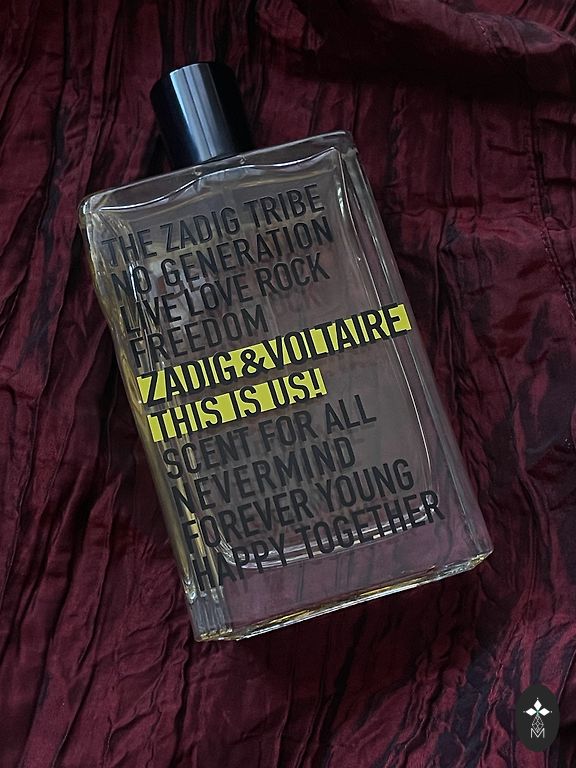 THE ZADIG TRIBE
NO GENERATION
LIVE LOVE ROCK
FREEDOM
ZADIG&VOLTAIRE
THIS IS US!
SCENT FOR ALL
NEVERMIND
FOREVER YOUNG
HAPPY TOGETHER
M